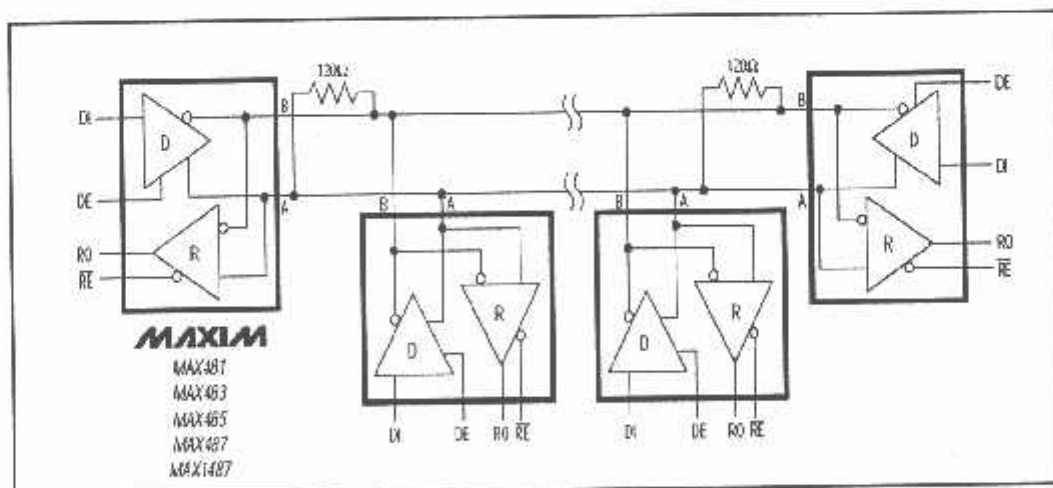 120Ω
120Ω
DI
D
B
B
D
DE
DI
DE
A
B
A
B
A
A
RO
R
R
RO
RE
RE
D
R
D
R
MAXIM
MAX481
MAX483
MAX485
MAX487
MAX1487
DI
DE
RO
RE
DI
DE
RO
RE